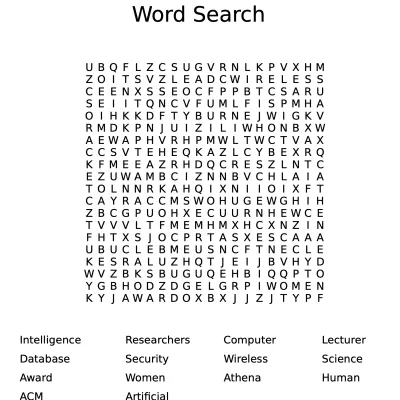 Word Search
U B Q F L Z C S U G V R N L K P V X H M
Z O I T S V Z L E A D C W I R E L E S S
C E E N X S S E O C F P P B T C S A R U
S E I I T Q N C V F U M L F I S P M H A
O I H K K D F T Y B U R N E J W I G K V
R M D K P N J U I Z I L I W H O N B X W
A E W A P H V R H P M W L T W C T V A X
C C S V T E H E Q K A Z L C Y B E X R Q
K F M E E A Z R H D Q C R E S Z L N T C
E Z U W A M B C I Z N N B V C H L A I A
T O L N N R K A H Q I X N I I O I X F T
C A Y R A C C M S W O H U G E W G H I H
Z B C G P U O H X E C U U R N H E W C E
T V V V L T F M E M H M X H C X N Z I N
F H T X S J O C P R T A S X E S C A A A
U B U C L E B M E U S N C F T N E C L E
K E S R A L U Z H Q T J E I J B V H Y D
W V Z B K S B U G U Q E H B I Q Q P T O
Y G B H O D Z D G E L G R P I W O M E N
K Y J A W A R D O X B X J J Z J T Y P F
Intelligence Researchers Computer Lecturer
Database Security Wireless Science
Award Women Athena Human
ACM Artificial